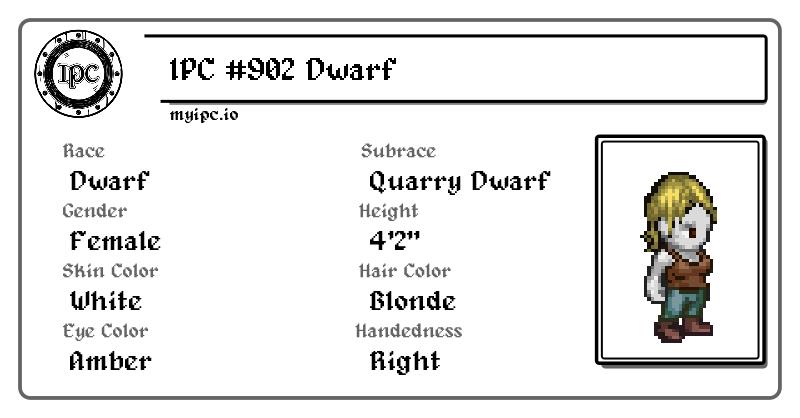 IPC
IPC #902 Dwarf
myipc.io
Race
Dwarf
Subrace
Quarry Dwarf
Gender
Female
Height
4'2"
Skin Color
White
Hair Color
Blonde
Eye Color
Amber
Handedness
Right